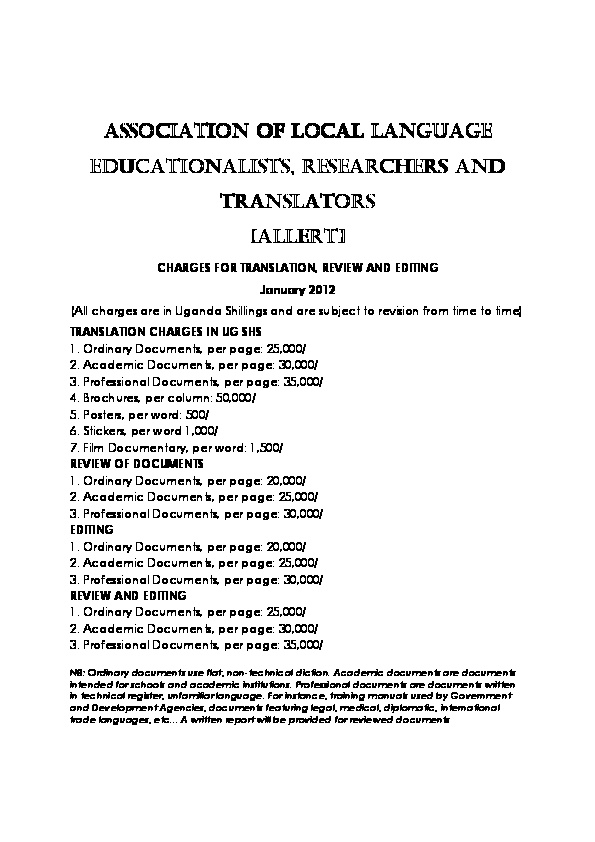 ASSOCIATION OF LOCAL LANGUAGE
EDUCATIONALISTS, RESEARCHERS AND
TRANSLATORS
[ALLERT]
CHARGES FOR TRANSLATION, REVIEW AND EDITING
January 2012
(All charges are in Uganda Shillings and are subject to revision from time to time)
TRANSLATION CHARGES IN UG SHS
1. Ordinary Documents, per page: 25,000/
2. Academic Documents, per page: 30,000/
3. Professional Documents, per page: 35,000/
4. Brochures, per column: 50,000/
5. Posters, per word: 500/
6. Stickers, per word 1,000/
7. Film Documentary, per word: 1,500/
REVIEW OF DOCUMENTS
1. Ordinary Documents, per page: 20,000/
2. Academic Documents, per page: 25,000/
3. Professional Documents, per page: 30,000/
EDITING
1. Ordinary Documents, per page: 20,000/
2. Academic Documents, per page: 25,000/
3. Professional Documents, per page: 30,000/
REVIEW AND EDITING
1. Ordinary Documents, per page: 25,000/
2. Academic Documents, per page: 30,000/
3. Professional Documents, per page: 35,000/
NB: Ordinary documents use flat, non-technical diction. Academic documents are documents
intended for schools and academic institutions. Professional documents are documents written
in technical register, unfamiliar language. For instance, training manuals used by Government
and Development Agencies, documents featuring legal, medical, diplomatic, international
trade languages, etc... A written report will be provided for reviewed documents